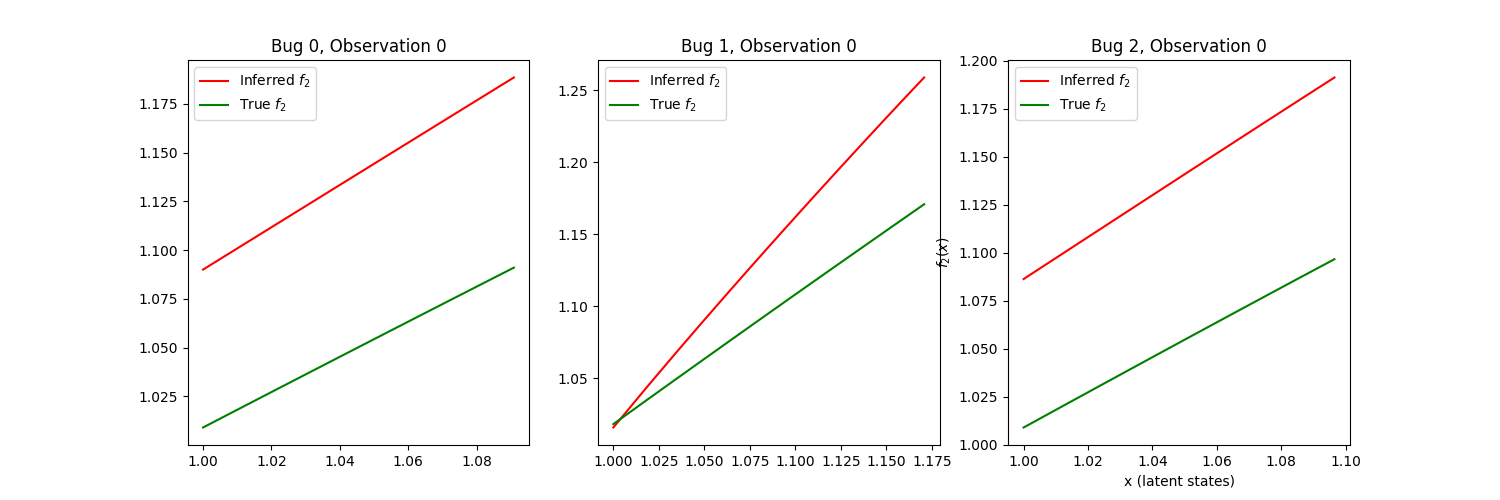 Bug 0, Observation 0
Inferred f₂
True f₂
1.175
1.150
1.125
1.100
1.075
1.050
1.025
1.00 1.02 1.04 1.06 1.08
Bug 1, Observation 0
Inferred f₂
True f₂
1.25
1.20
1.15
1.10
1.05
1.000 1.025 1.050 1.075 1.100 1.125 1.150 1.175
Bug 2, Observation 0
Inferred f₂
True f₂
f₂(x)
1.200
1.175
1.150
1.125
1.100
1.075
1.050
1.025
1.000
1.00 1.02 1.04 1.06 1.08 1.10
x (latent states)